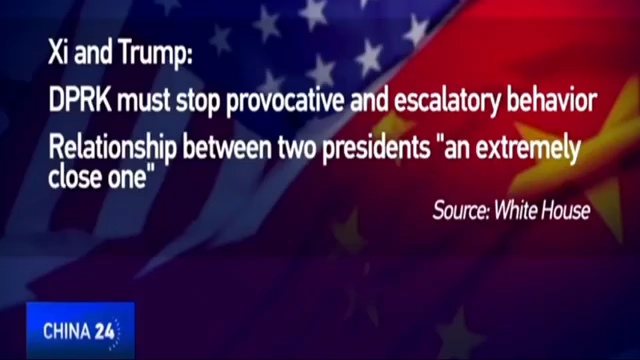 Xi and Trump:
DPRK must stop provocative and escalatory behavior
Relationship between two presidents "an extremely
close one"
Source: White House
CHINA 24